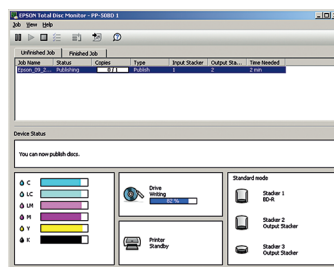 EPSON Total Disc Monitor - PP-50BD 1
Job View Help
Unfinished Job Finished Job
Job Name Status Copies Type Input Stacker Output Sta... Time Needed
Epson_09_2... Publishing 0 / 1 Publish 1 2 2 min
Device Status
You can now publish discs.
C
LC
LM
M
Y
K
Drive
Writing
82 %
Printer
Standby
Standard mode
Stacker 1
BD-R
Stacker 2
Output Stacker
Stacker 3
Output Stacker